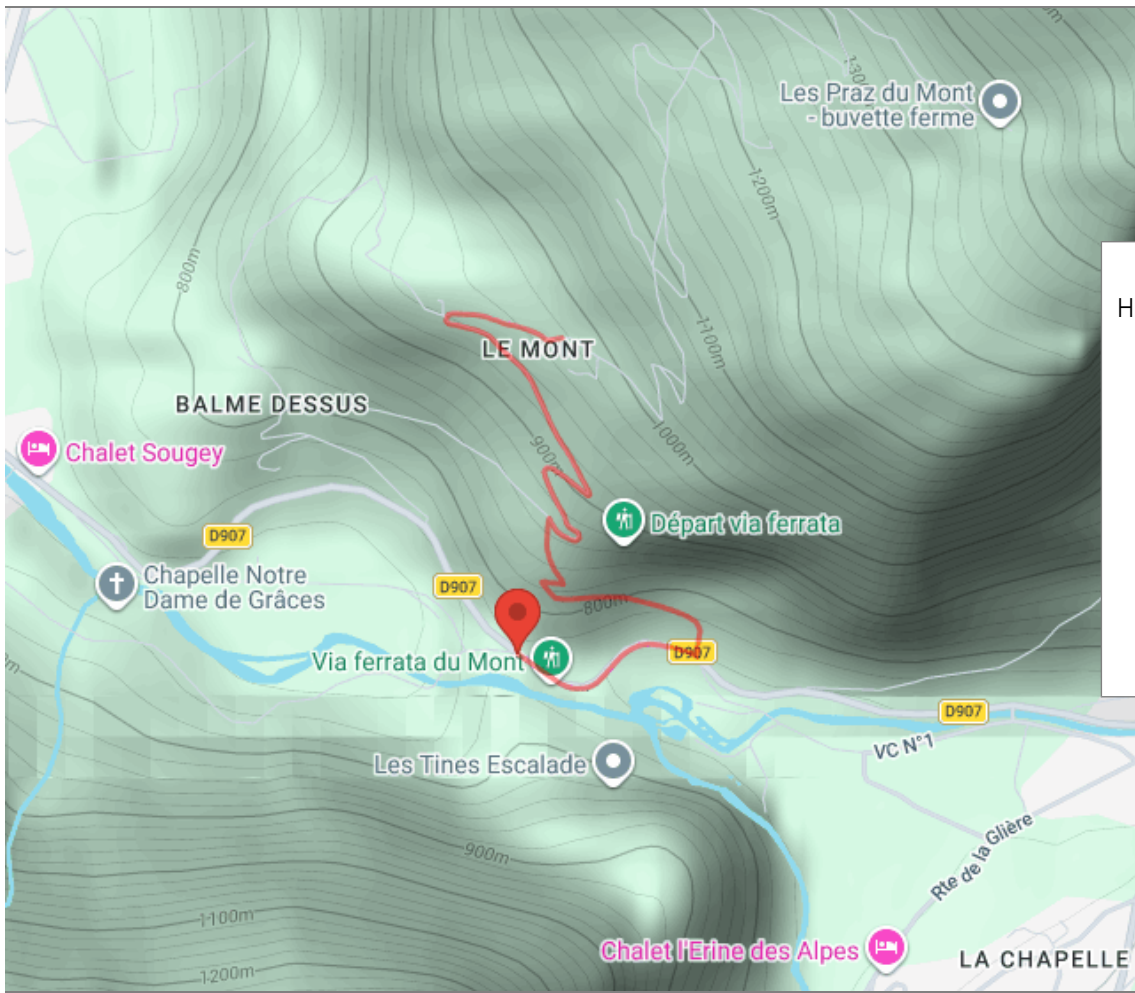 m
1300m
Les Praz du Mont
- buvette ferme
1200m
800m
H
1100m
LE MONT
BALME DESSUS
900m
1000m
Chalet Sougey
Départ via ferrata
D907
Chapelle Notre
Dame de Grâces
D907
800m
Via ferrata du Mont
D907
m
D907
VC N°1
Les Tines Escalade
900m
Rte de la Glière
1100m
Chalet l'Erine des Alpes
LA CHAPELLE
1200m